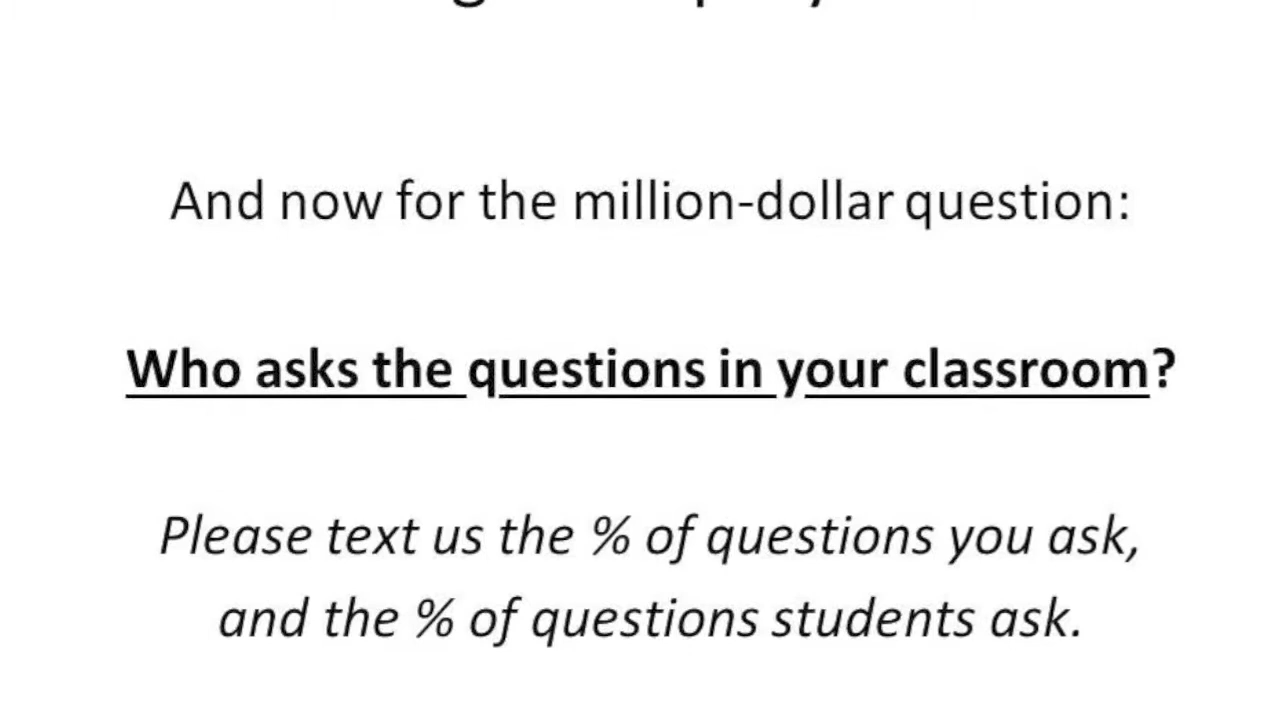 And now for the million-dollar question:
Who asks the questions in your classroom?
Please text us the % of questions you ask,
and the % of questions students ask.